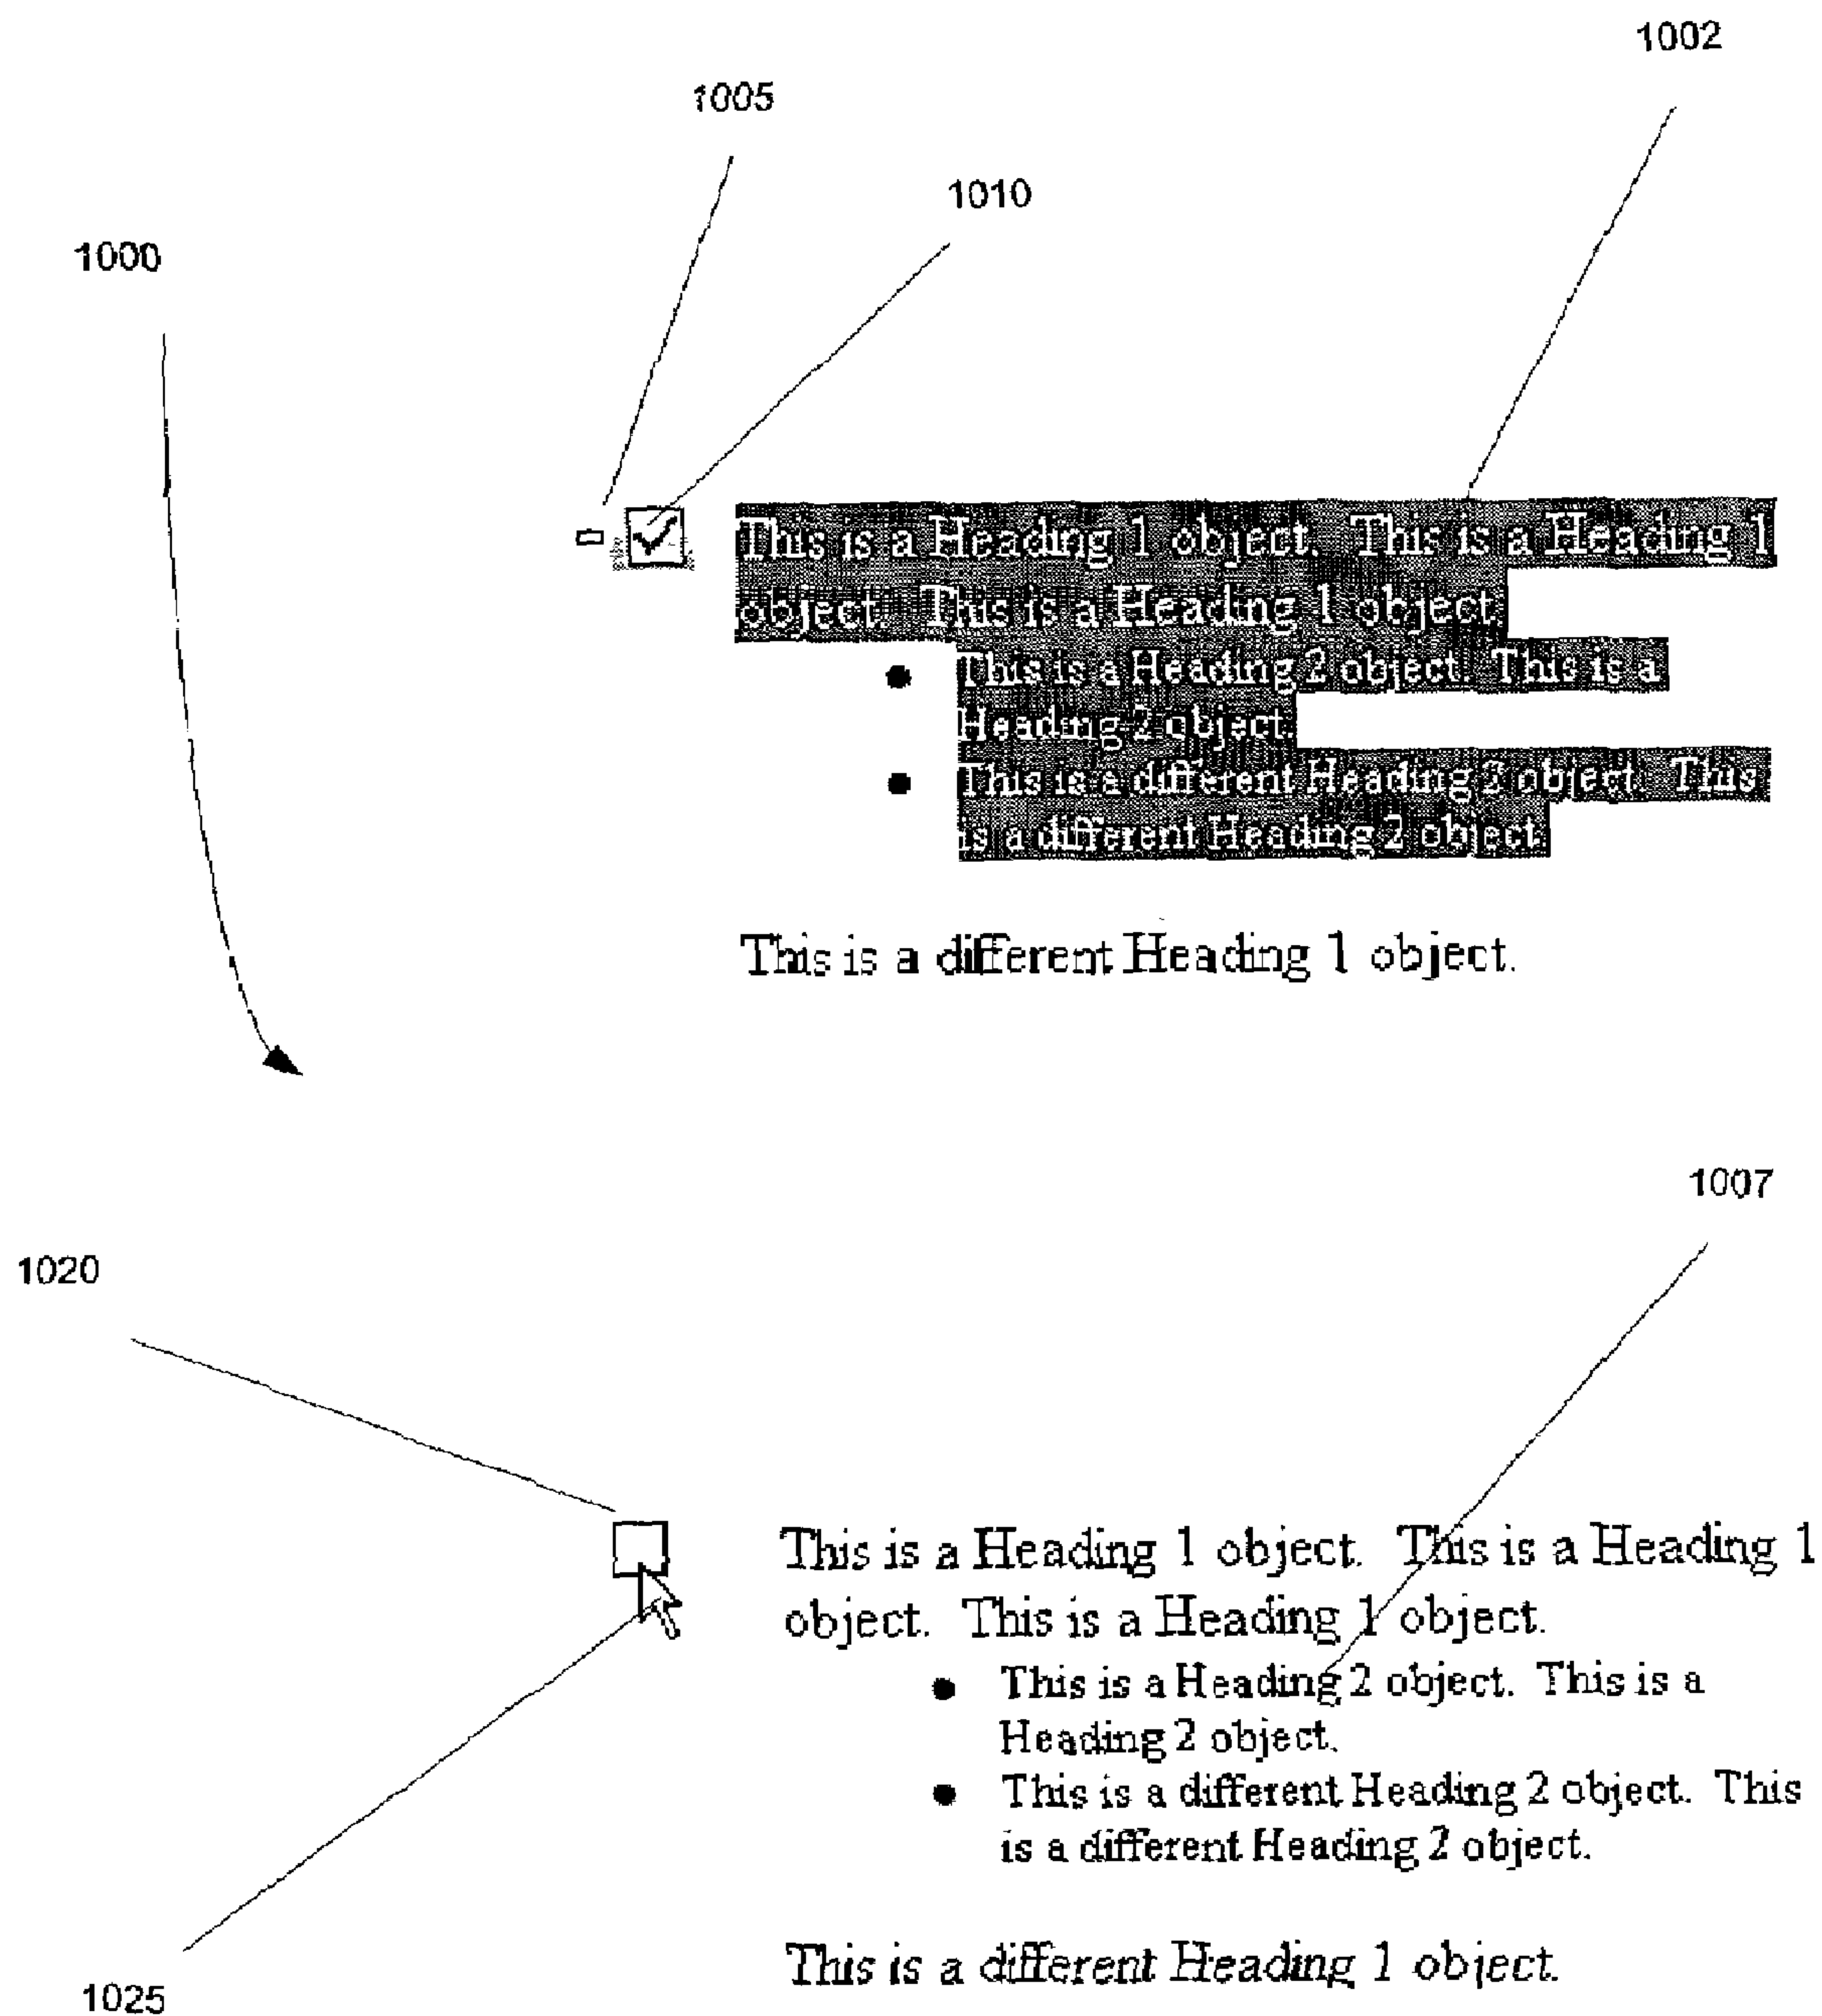 1002
1005
1010
1000
This is a Heading 1 object. This is a Heading 1
object. This is a Heading 1 object.
● This is a Heading 2 object. This is a
Heading 2 object.
● This is a different Heading 2 object. This
is a different Heading 2 object.
This is a different Heading 1 object.
1007
1020
This is a Heading 1 object. This is a Heading 1
object. This is a Heading 1 object.
● This is a Heading 2 object. This is a
Heading 2 object.
● This is a different Heading 2 object. This
is a different Heading 2 object.
This is a different Heading 1 object.
1025